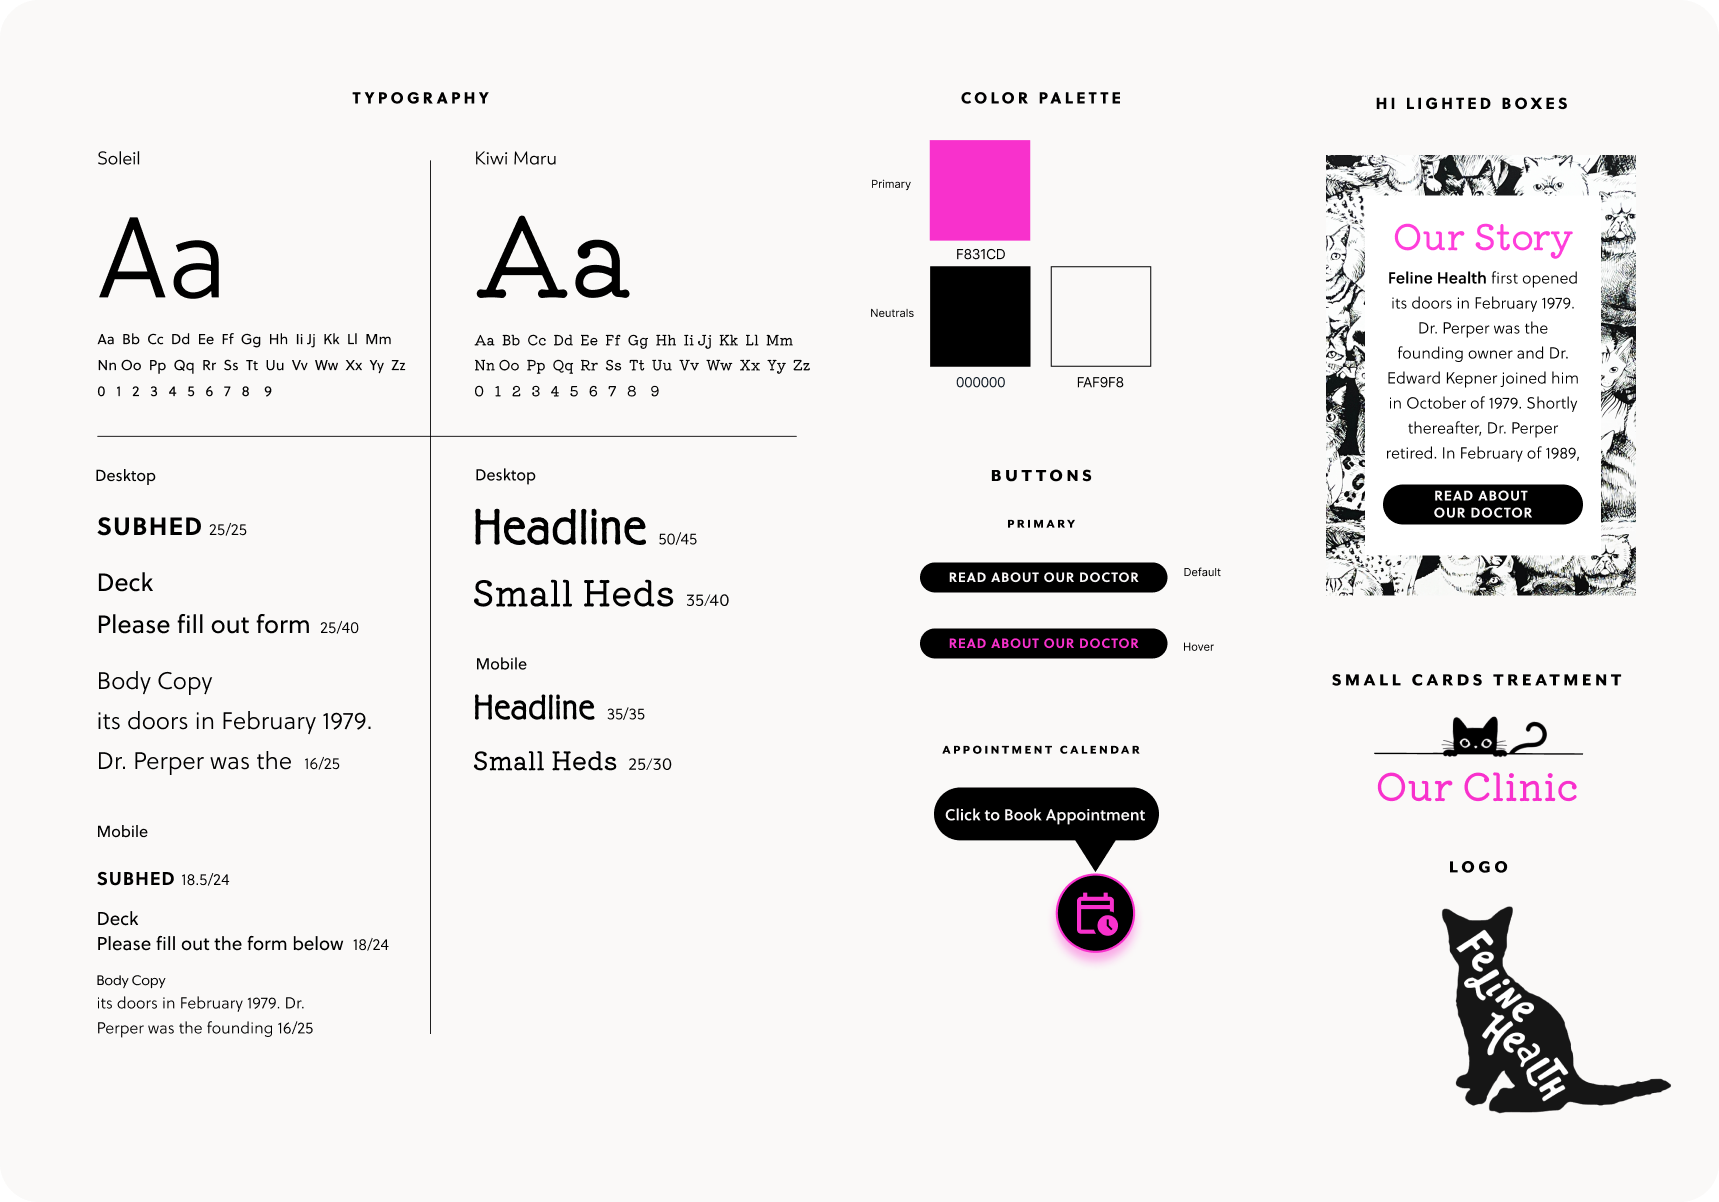 TYPOGRAPHY
Soleil
Aa
Aa Bb Cc Dd Ee Ff Gg Hh Ii Jj Kk Ll Mm
Nn Oo Pp Qq Rr Ss Tt Uu Vv Ww Xx Yy Zz
0 1 2 3 4 5 6 7 8 9
Kiwi Maru
Aa
Aa Bb Cc Dd Ee Ff Gg Hh Ii Jj Kk Ll Mm
Nn Oo Pp Qq Rr Ss Tt Uu Vv Ww Xx Yy Zz
0 1 2 3 4 5 6 7 8 9
Desktop
SUBHED 25/25
Deck
Please fill out form 25/40
Body Copy
its doors in February 1979.
Dr. Perper was the 16/25
Mobile
SUBHED 18.5/24
Deck
Please fill out the form below 18/24
Body Copy
its doors in February 1979. Dr.
Perper was the founding 16/25
Desktop
Headline 50/45
Small Heds 35/40
Mobile
Headline 35/35
Small Heds 25/30
COLOR PALETTE
Primary
F831CD
Neutrals
000000
FAF9F8
BUTTONS
PRIMARY
READ ABOUT OUR DOCTOR
Default
READ ABOUT OUR DOCTOR
Hover
APPOINTMENT CALENDAR
Click to Book Appointment
HI LIGHTED BOXES
Our Story
Feline Health first opened
its doors in February 1979.
Dr. Perper was the
founding owner and Dr.
Edward Kepner joined him
in October of 1979. Shortly
thereafter, Dr. Perper
retired. In February of 1989,
READ ABOUT
OUR DOCTOR
SMALL CARDS TREATMENT
Our Clinic
LOGO
FeLiNe
HeaLTH